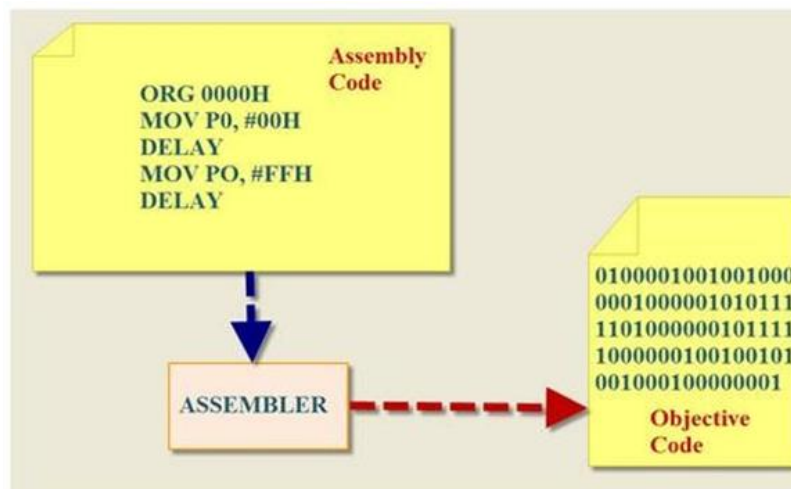 Assembly
Code
ORG 0000H
MOV P0, #00H
DELAY
MOV PO, #FFH
DELAY
ASSEMBLER
0100001001001000
0001000001010111
1101000000101111
1000000100100101
001000100000001
Objective
Code